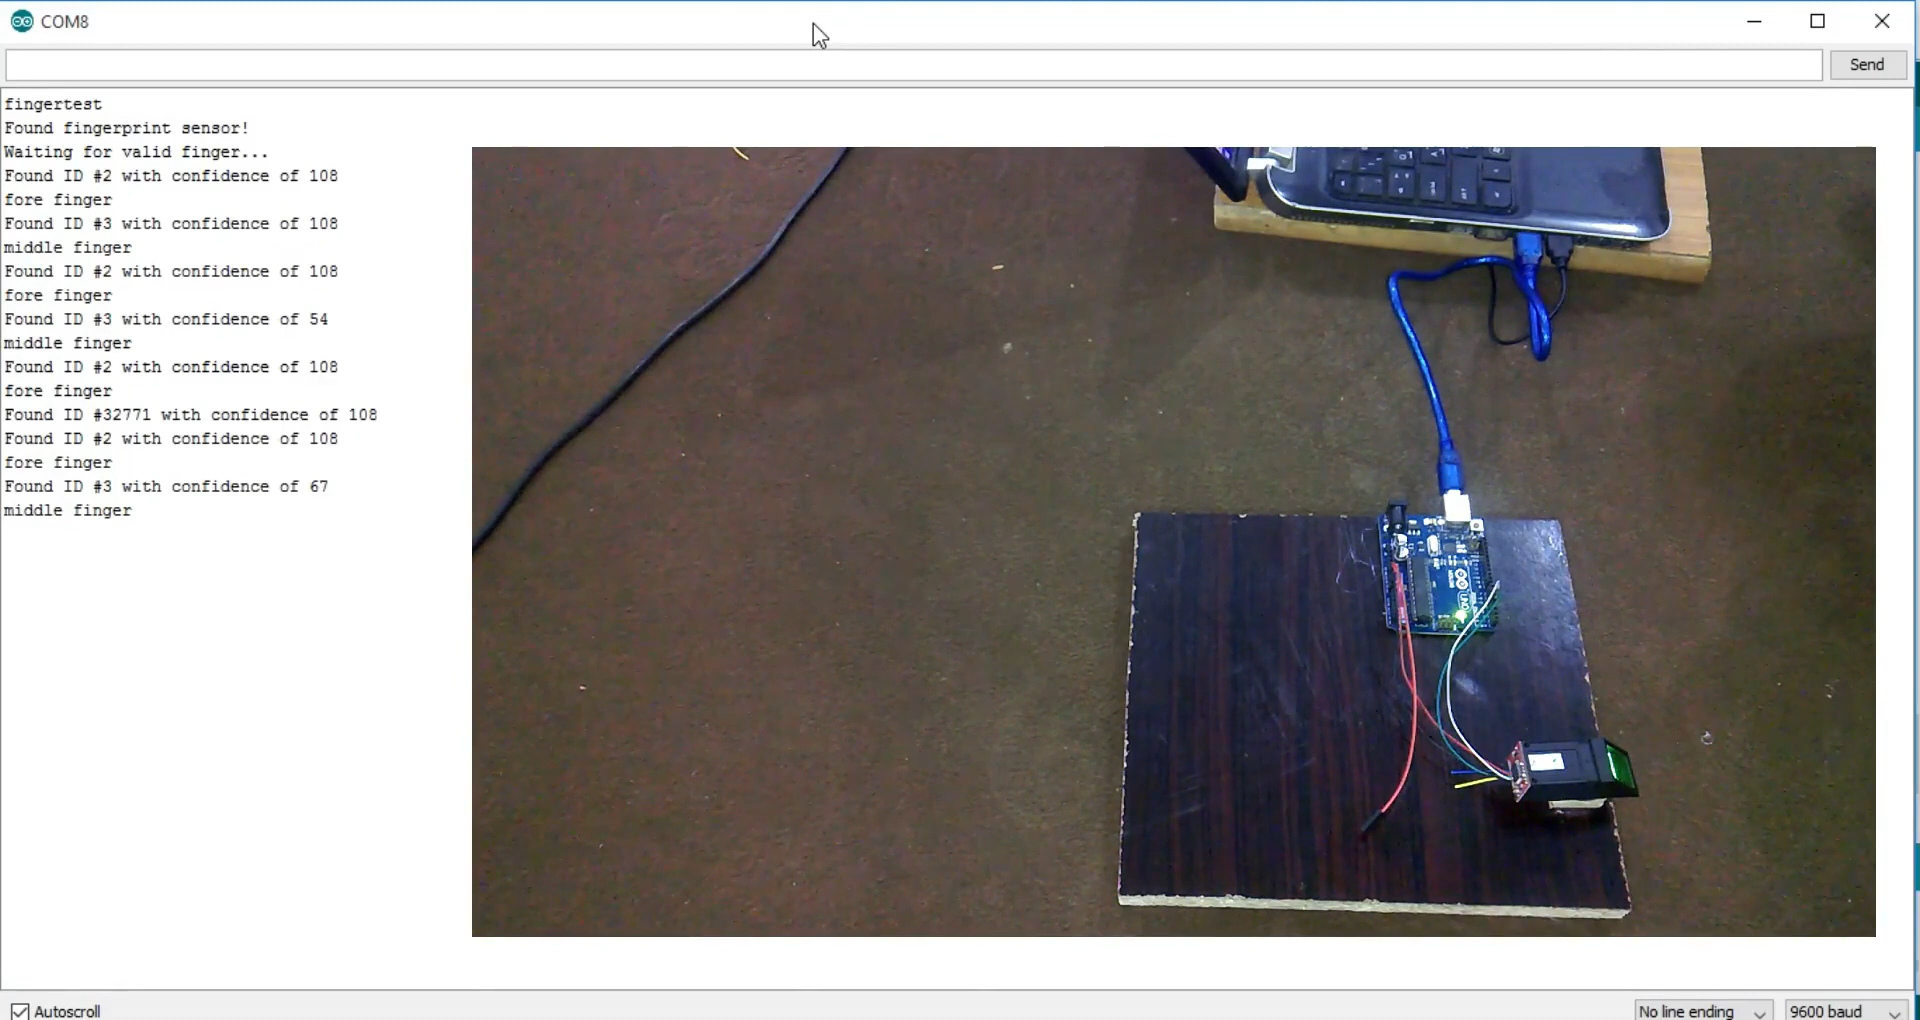 COM8
Send
fingertest
Found fingerprint sensor!
Waiting for valid finger...
Found ID #2 with confidence of 108
fore finger
Found ID #3 with confidence of 108
middle finger
Found ID #2 with confidence of 108
fore finger
Found ID #3 with confidence of 54
middle finger
Found ID #2 with confidence of 108
fore finger
Found ID #32771 with confidence of 108
Found ID #2 with confidence of 108
fore finger
Found ID #3 with confidence of 67
middle finger
UNO
Autoscroll
No line ending
9600 baud